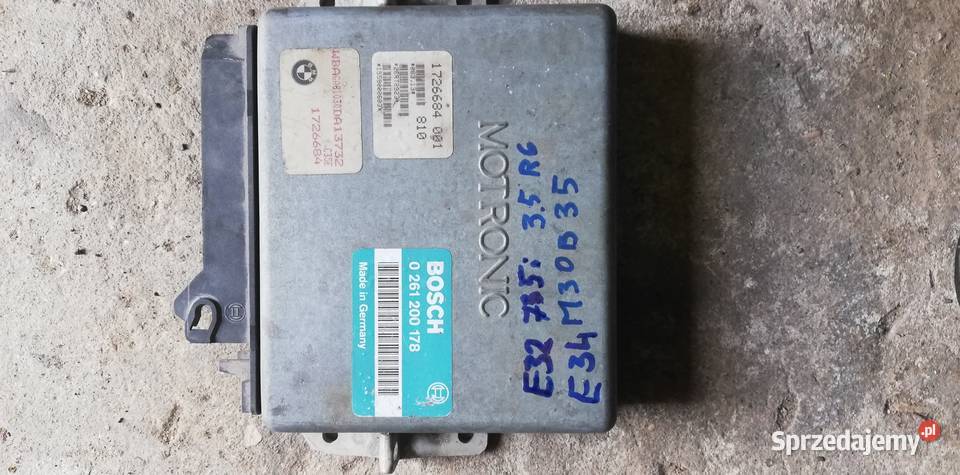 1726684 001
810
1726684
MOTRONIC
BOSCH
0 261 200 178
Made in Germany
E32 735i 3.5 R6
E34 M30B35
Sprzedajemy.pl